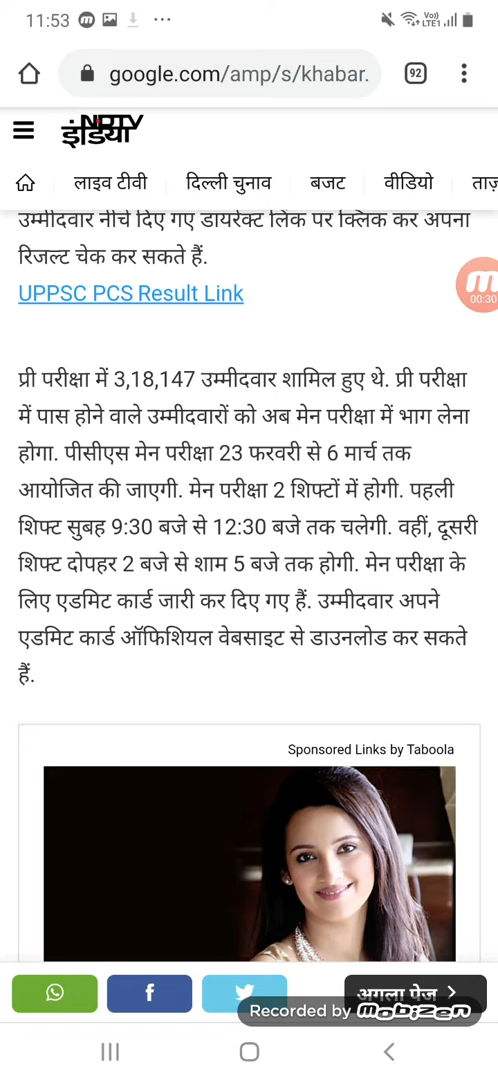 11:53
Vo)
LTE1
google.com/amp/s/khabar.
92
NDTV
इंडिया
लाइव टीवी दिल्ली चुनाव बजट वीडियो ताज़
उम्मीदवार नीचे दिए गए डायरेक्ट लिंक पर क्लिक कर अपना
रिजल्ट चेक कर सकते हैं.
UPPSC PCS Result Link
00:30
प्री परीक्षा में 3,18,147 उम्मीदवार शामिल हुए थे. प्री परीक्षा
में पास होने वाले उम्मीदवारों को अब मेन परीक्षा में भाग लेना
होगा. पीसीएस मेन परीक्षा 23 फरवरी से 6 मार्च तक
आयोजित की जाएगी. मेन परीक्षा 2 शिफ्टों में होगी. पहली
शिफ्ट सुबह 9:30 बजे से 12:30 बजे तक चलेगी. वहीं, दूसरी
शिफ्ट दोपहर 2 बजे से शाम 5 बजे तक होगी. मेन परीक्षा के
लिए एडमिट कार्ड जारी कर दिए गए हैं. उम्मीदवार अपने
एडमिट कार्ड ऑफिशियल वेबसाइट से डाउनलोड कर सकते
हैं.
Sponsored Links by Taboola
अगला पेज
Recorded by mobizen